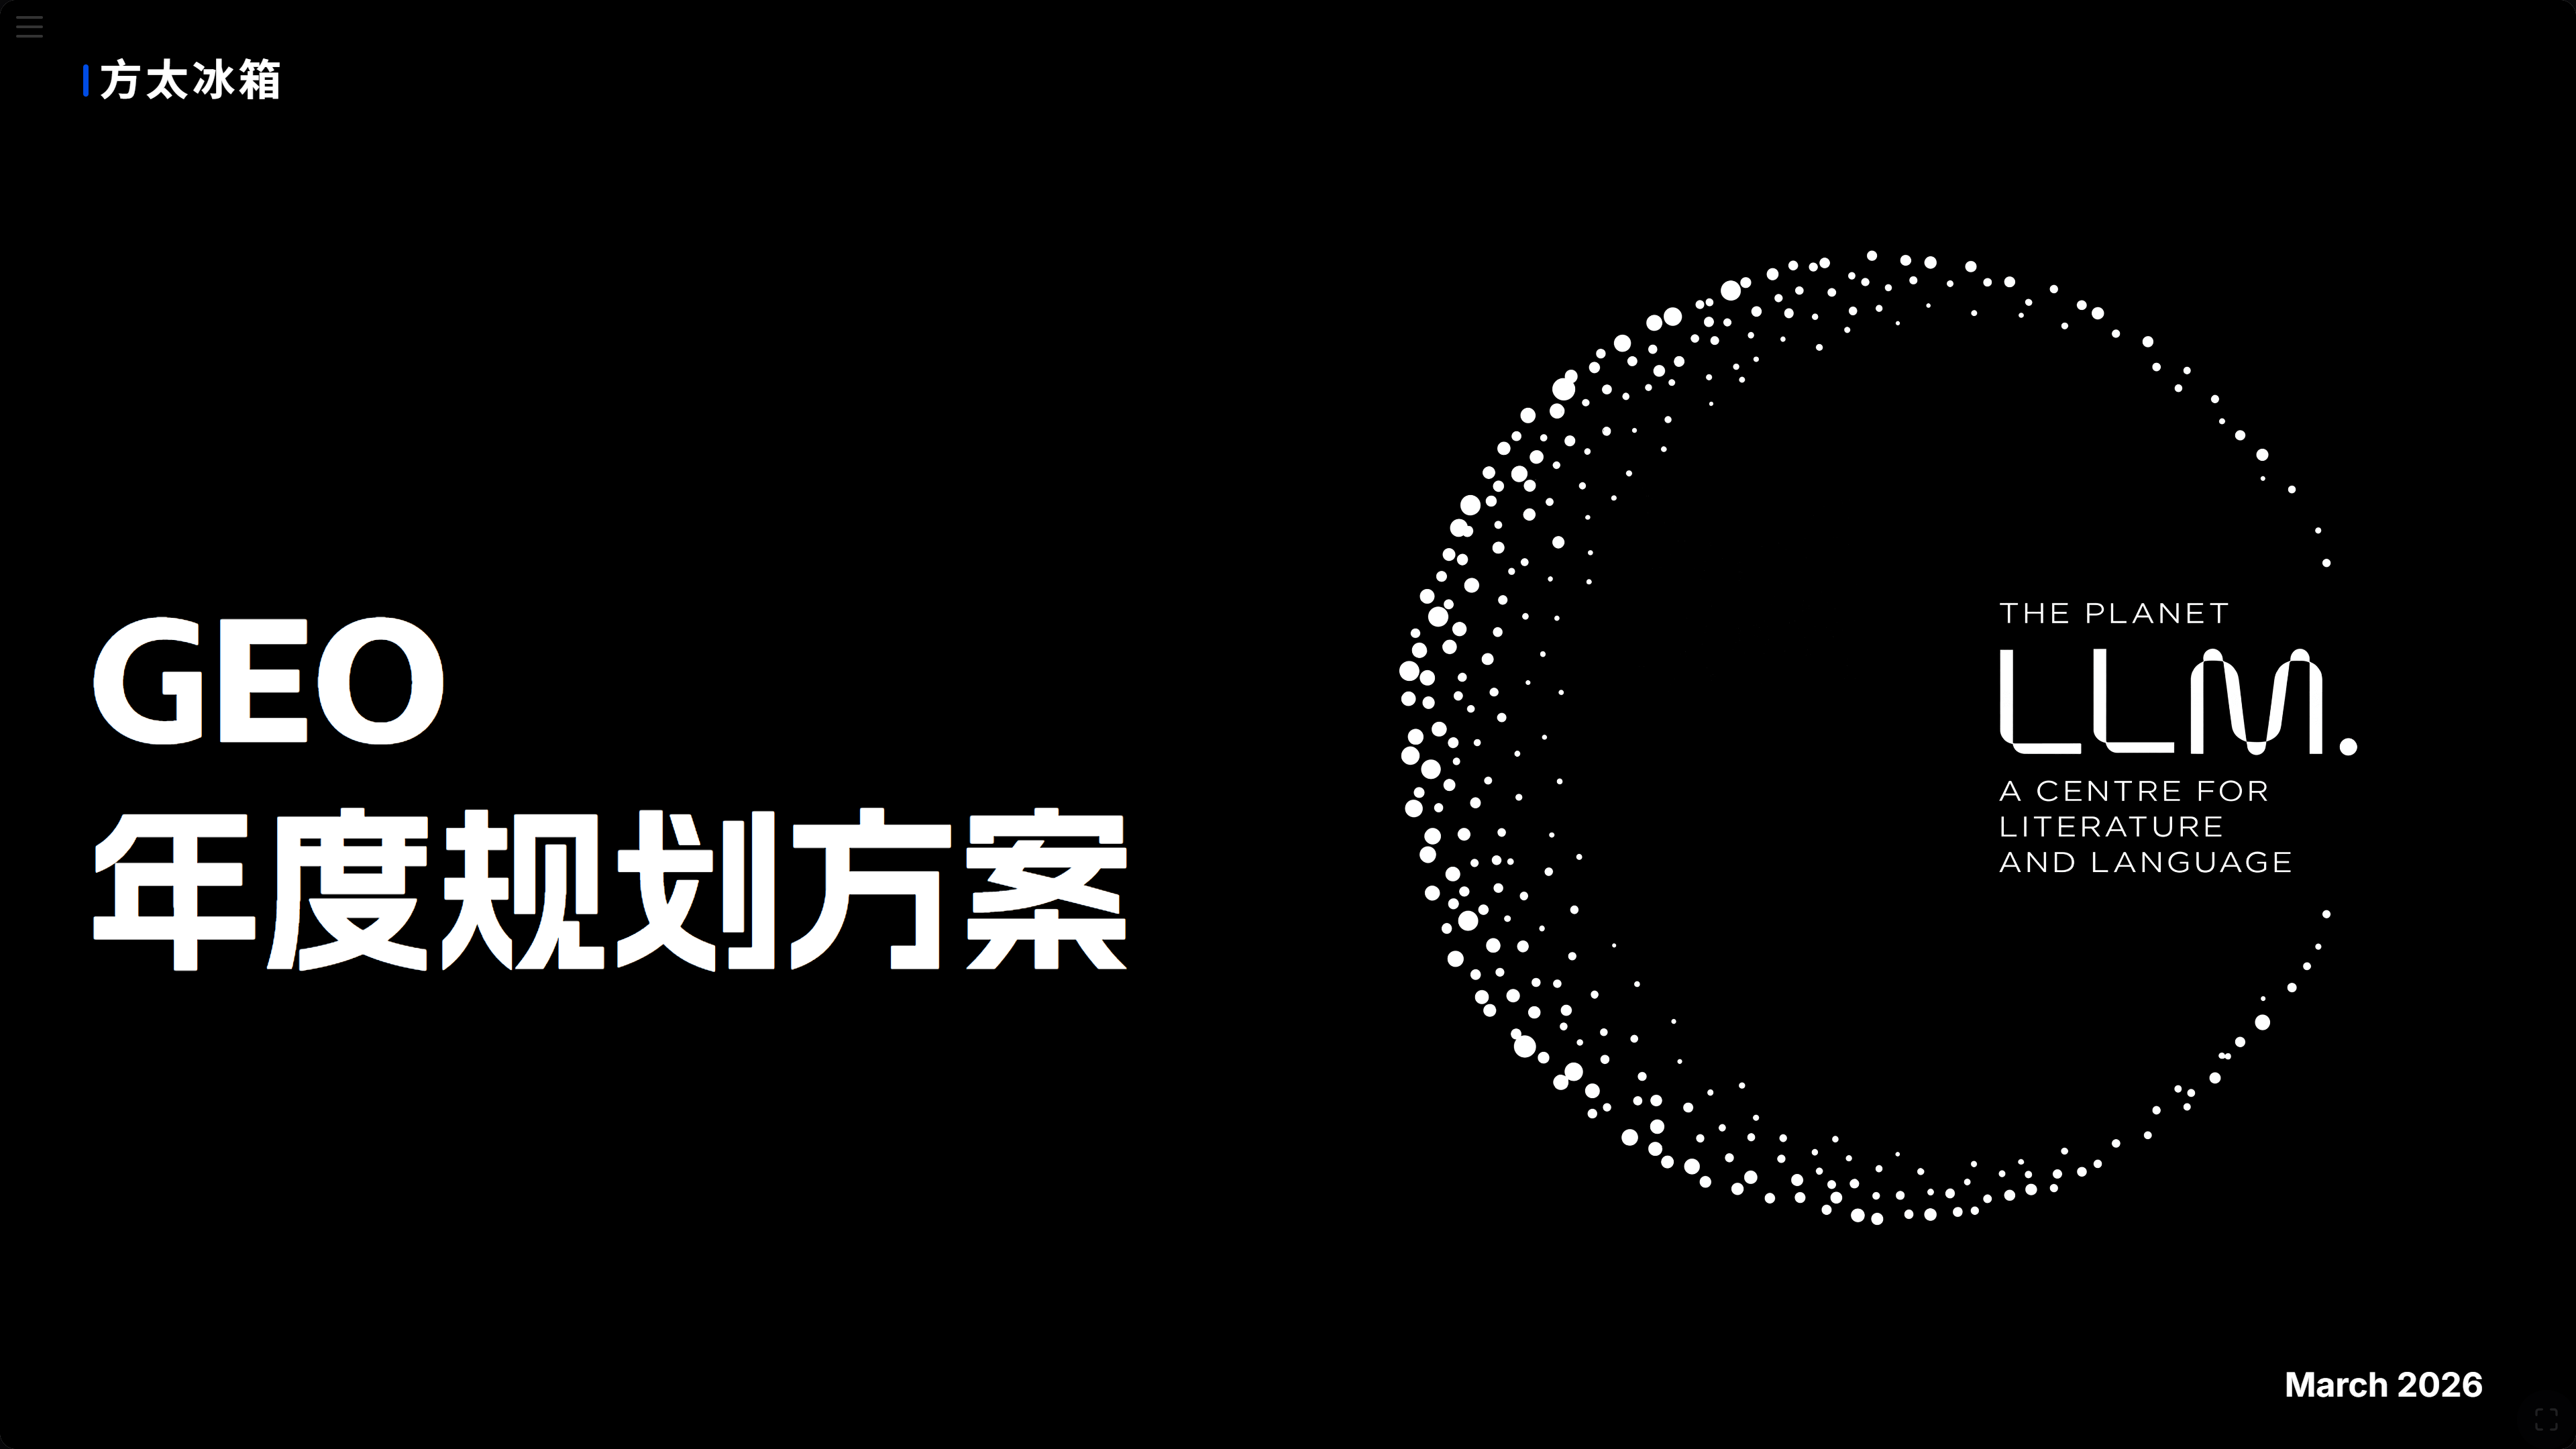 方太冰箱
GEO
年度规划方案
THE PLANET
LLM.
A CENTRE FOR
LITERATURE
AND LANGUAGE
March 2026